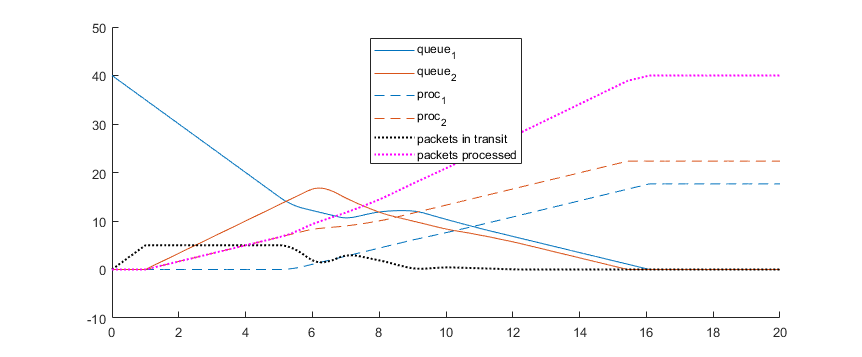 50
40
30
20
10
0
-10
0 2 4 6 8 10 12 14 16 18 20
queue1
queue2
proc1
proc2
packets in transit
packets processed